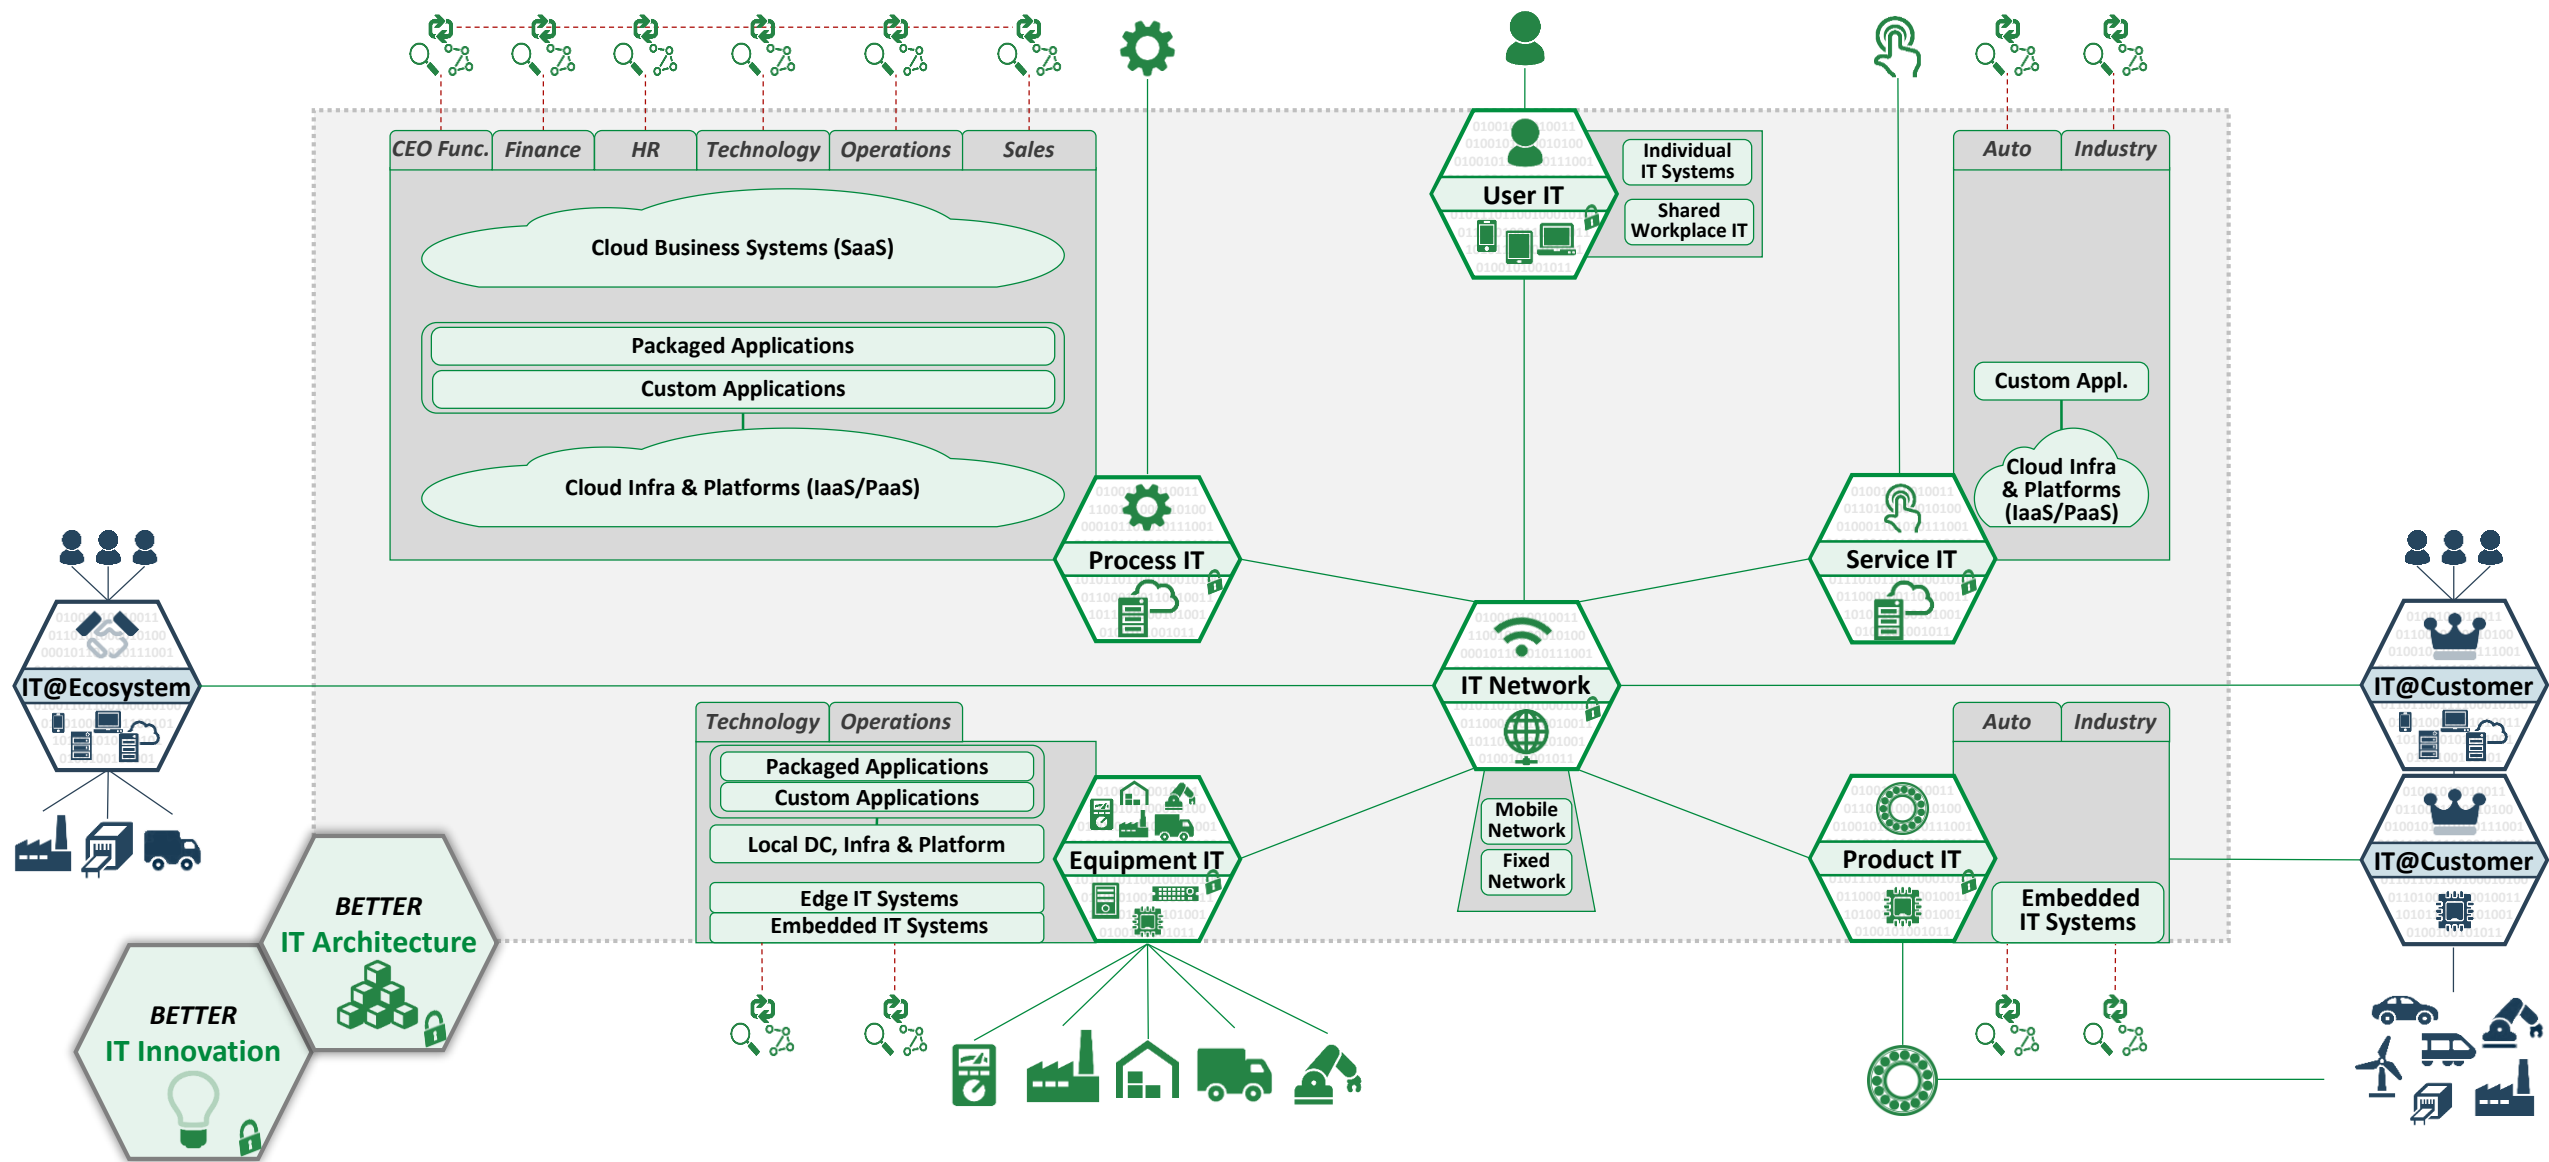 CEO Func.
Finance
HR
Technology
Operations
Sales
Cloud Business Systems (SaaS)
Packaged Applications
Custom Applications
Cloud Infra & Platforms (IaaS/PaaS)
Process IT
User IT
Individual
IT Systems
Shared
Workplace IT
Auto
Industry
Custom Appl.
Cloud Infra
& Platforms
(IaaS/PaaS)
Service IT
IT@Ecosystem
IT Network
Mobile
Network
Fixed
Network
IT@Customer
Technology
Operations
Packaged Applications
Custom Applications
Local DC, Infra & Platform
Edge IT Systems
Embedded IT Systems
Equipment IT
Product IT
Auto
Industry
Embedded
IT Systems
IT@Customer
BETTER
IT Architecture
BETTER
IT Innovation